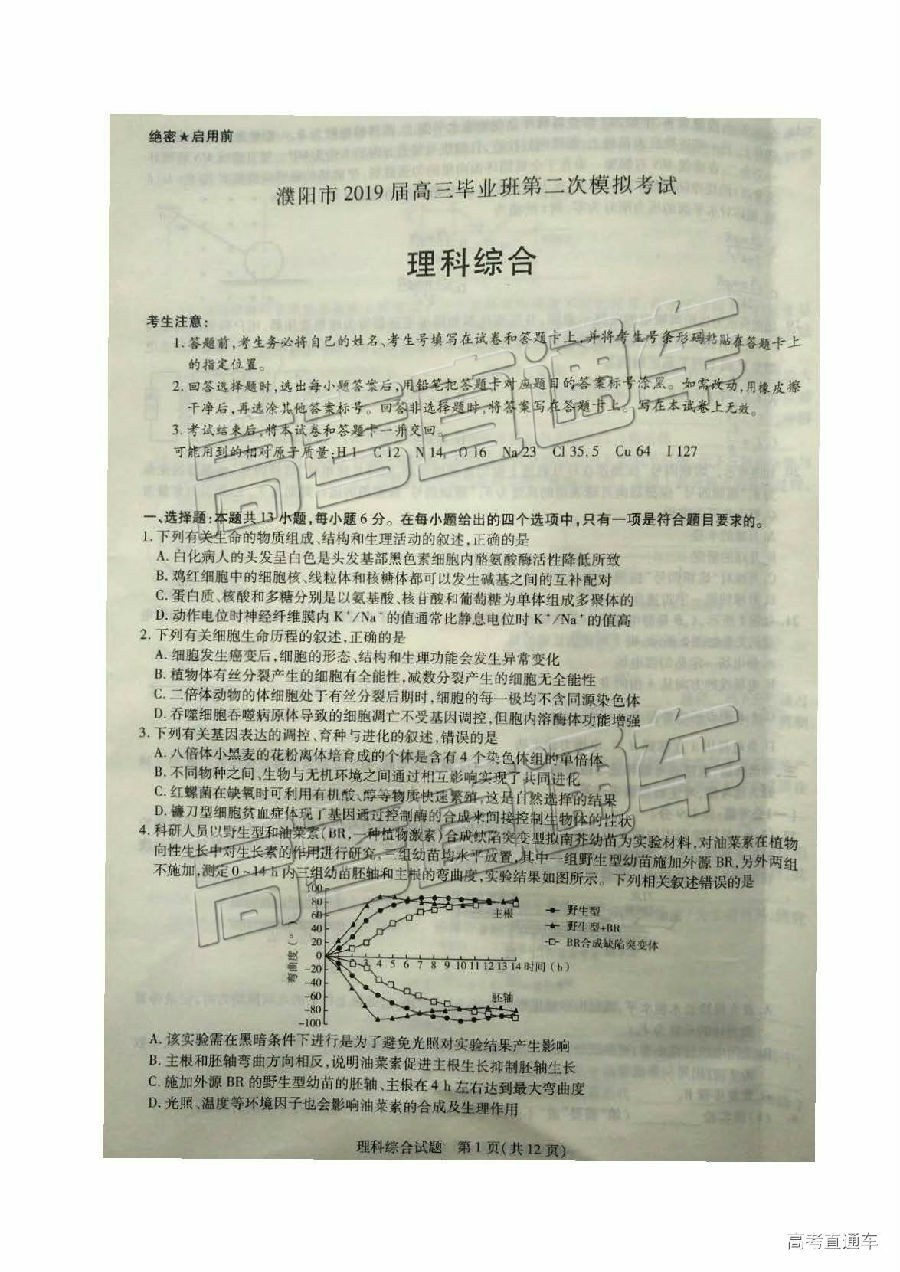 绝密★启用前
濮阳市 2019 届高三毕业班第二次模拟考试
理科综合
考生注意:
1. 答题前,考生务必将自己的姓名、考生号填写在试卷和答题卡上,并将考生号条形码粘贴在答题卡上
的指定位置。
2. 回答选择题时,选出每小题答案后,用铅笔把答题卡对应题目的答案标号涂黑。如需改动,用橡皮擦
干净后,再选涂其他答案标号。回答非选择题时,将答案写在答题卡上。写在本试卷上无效。
3. 考试结束后,将本试卷和答题卡一并交回。
可能用到的相对原子质量:H 1 C 12 N 14 O 16 Na 23 Cl 35.5 Cu 64 I 127
一、选择题:本题共 13 小题,每小题 6 分。在每小题给出的四个选项中,只有一项是符合题目要求的。
1. 下列有关生命的物质组成、结构和生理活动的叙述,正确的是
A. 白化病人的头发呈白色是头发基部黑色素细胞内酪氨酸酶活性降低所致
B. 鸡红细胞中的细胞核、线粒体和核糖体都可以发生碱基之间的互补配对
C. 蛋白质、核酸和多糖分别是以氨基酸、核苷酸和葡萄糖为单体组成多聚体的
D. 动作电位时神经纤维膜内 K⁺/Na⁺ 的值通常比静息电位时 K⁺/Na⁺ 的值高
2. 下列有关细胞生命历程的叙述,正确的是
A. 细胞发生癌变后,细胞的形态、结构和生理功能会发生异常变化
B. 植物体有丝分裂产生的细胞有全能性,减数分裂产生的细胞无全能性
C. 二倍体动物的体细胞处于有丝分裂后期时,细胞的每一极均不含同源染色体
D. 吞噬细胞吞噬病原体导致的细胞凋亡不受基因调控,但胞内溶酶体功能增强
3. 下列有关基因表达的调控、育种与进化的叙述,错误的是
A. 八倍体小黑麦的花粉离体培育成的个体是含有 4 个染色体组的单倍体
B. 不同物种之间、生物与无机环境之间通过相互影响实现了共同进化
C. 红螺菌在缺氧时可利用有机酸、醇等物质快速繁殖,这是自然选择的结果
D. 镰刀型细胞贫血症体现了基因通过控制酶的合成来间接控制生物体的性状
4. 科研人员以野生型和油菜素(BR,一种植物激素)合成缺陷突变型拟南芥幼苗为实验材料,对油菜素在植物
向性生长中对生长素的作用进行研究,三组幼苗均水平放置,其中一组野生型幼苗施加外源 BR,另外两组
不施加,测定 0~14 h 内三组幼苗胚轴和主根的弯曲度,实验结果如图所示。下列相关叙述错误的是
弯曲度(°)
100
80
60
40
20
0
-20
-40
-60
-80
-100
1 2 3 4 5 6 7 8 9 10 11 12 13 14 时间(h)
主根
胚轴
野生型
野生型+BR
BR合成缺陷突变体
A. 该实验需在黑暗条件下进行是为了避免光照对实验结果产生影响
B. 主根和胚轴弯曲方向相反,说明油菜素促进主根生长抑制胚轴生长
C. 施加外源 BR 的野生型幼苗的胚轴、主根在 4 h 左右达到最大弯曲度
D. 光照、温度等环境因子也会影响油菜素的合成及生理作用
理科综合试题 第 1 页(共 12 页)
高考直通车
高考直通车
高考直通车